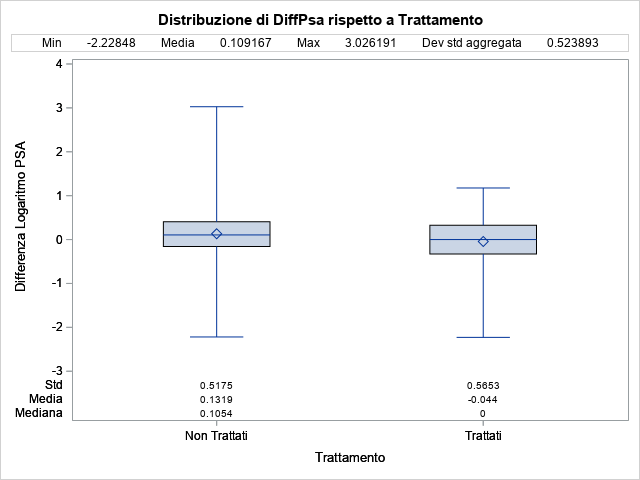 Distribuzione di DiffPsa rispetto a Trattamento
Min -2.22848 Media 0.109167 Max 3.026191 Dev std aggregata 0.523893
4
3
2
1
0
-1
-2
-3
Differenza Logaritmo PSA
Std 0.5175 0.5653
Media 0.1319 -0.044
Mediana 0.1054 0
Non Trattati Trattati
Trattamento